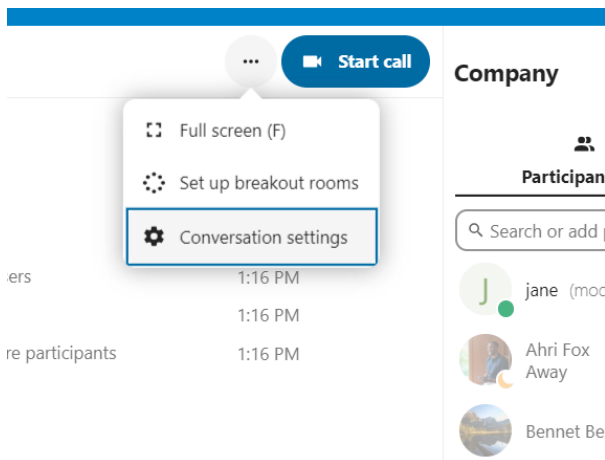 Start call
Company
Full screen (F)
Set up breakout rooms
Conversation settings
Participan
Search or add
sers 1:16 PM
1:16 PM
re participants 1:16 PM
J jane (mod
Ahri Fox
Away
Bennet Be